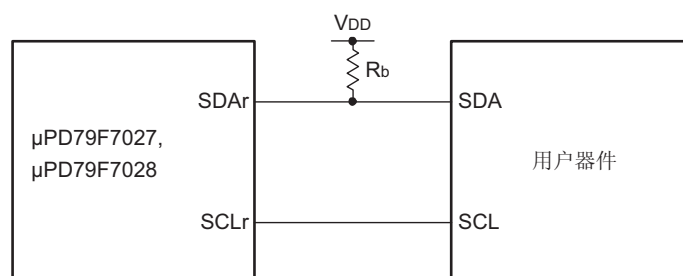 VDD
Rb
SDAr
SDA
μPD79F7027,
μPD79F7028
用户器件
SCLr
SCL